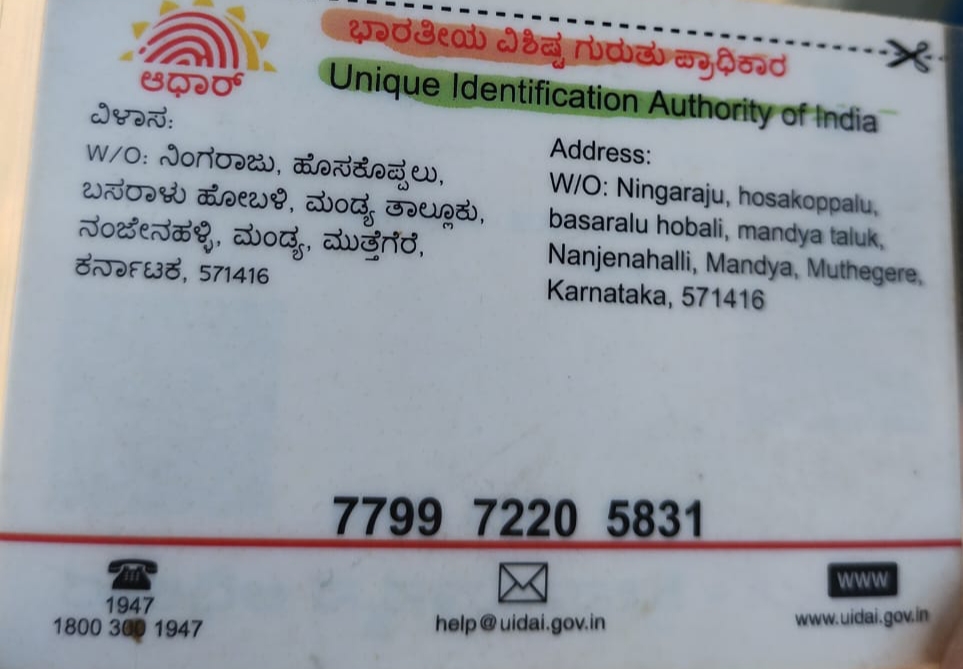 ಆಧಾರ್
ಭಾರತೀಯ ವಿಶಿಷ್ಟ ಗುರುತು ಪ್ರಾಧಿಕಾರ
Unique Identification Authority of India
ವಿಳಾಸ:
W/O: ನಿಂಗರಾಜು, ಹೊಸಕೊಪ್ಪಲು,
ಬಸರಾಳು ಹೋಬಳಿ, ಮಂಡ್ಯ ತಾಲ್ಲೂಕು,
ನಂಜೇನಹಳ್ಳಿ, ಮಂಡ್ಯ, ಮುತ್ತೆಗೆರೆ,
ಕರ್ನಾಟಕ, 571416
Address:
W/O: Ningaraju, hosakoppalu,
basaralu hobali, mandya taluk,
Nanjenahalli, Mandya, Muthegere,
Karnataka, 571416
7799 7220 5831
1947
1800 300 1947
help@uidai.gov.in
www
www.uidai.gov.in